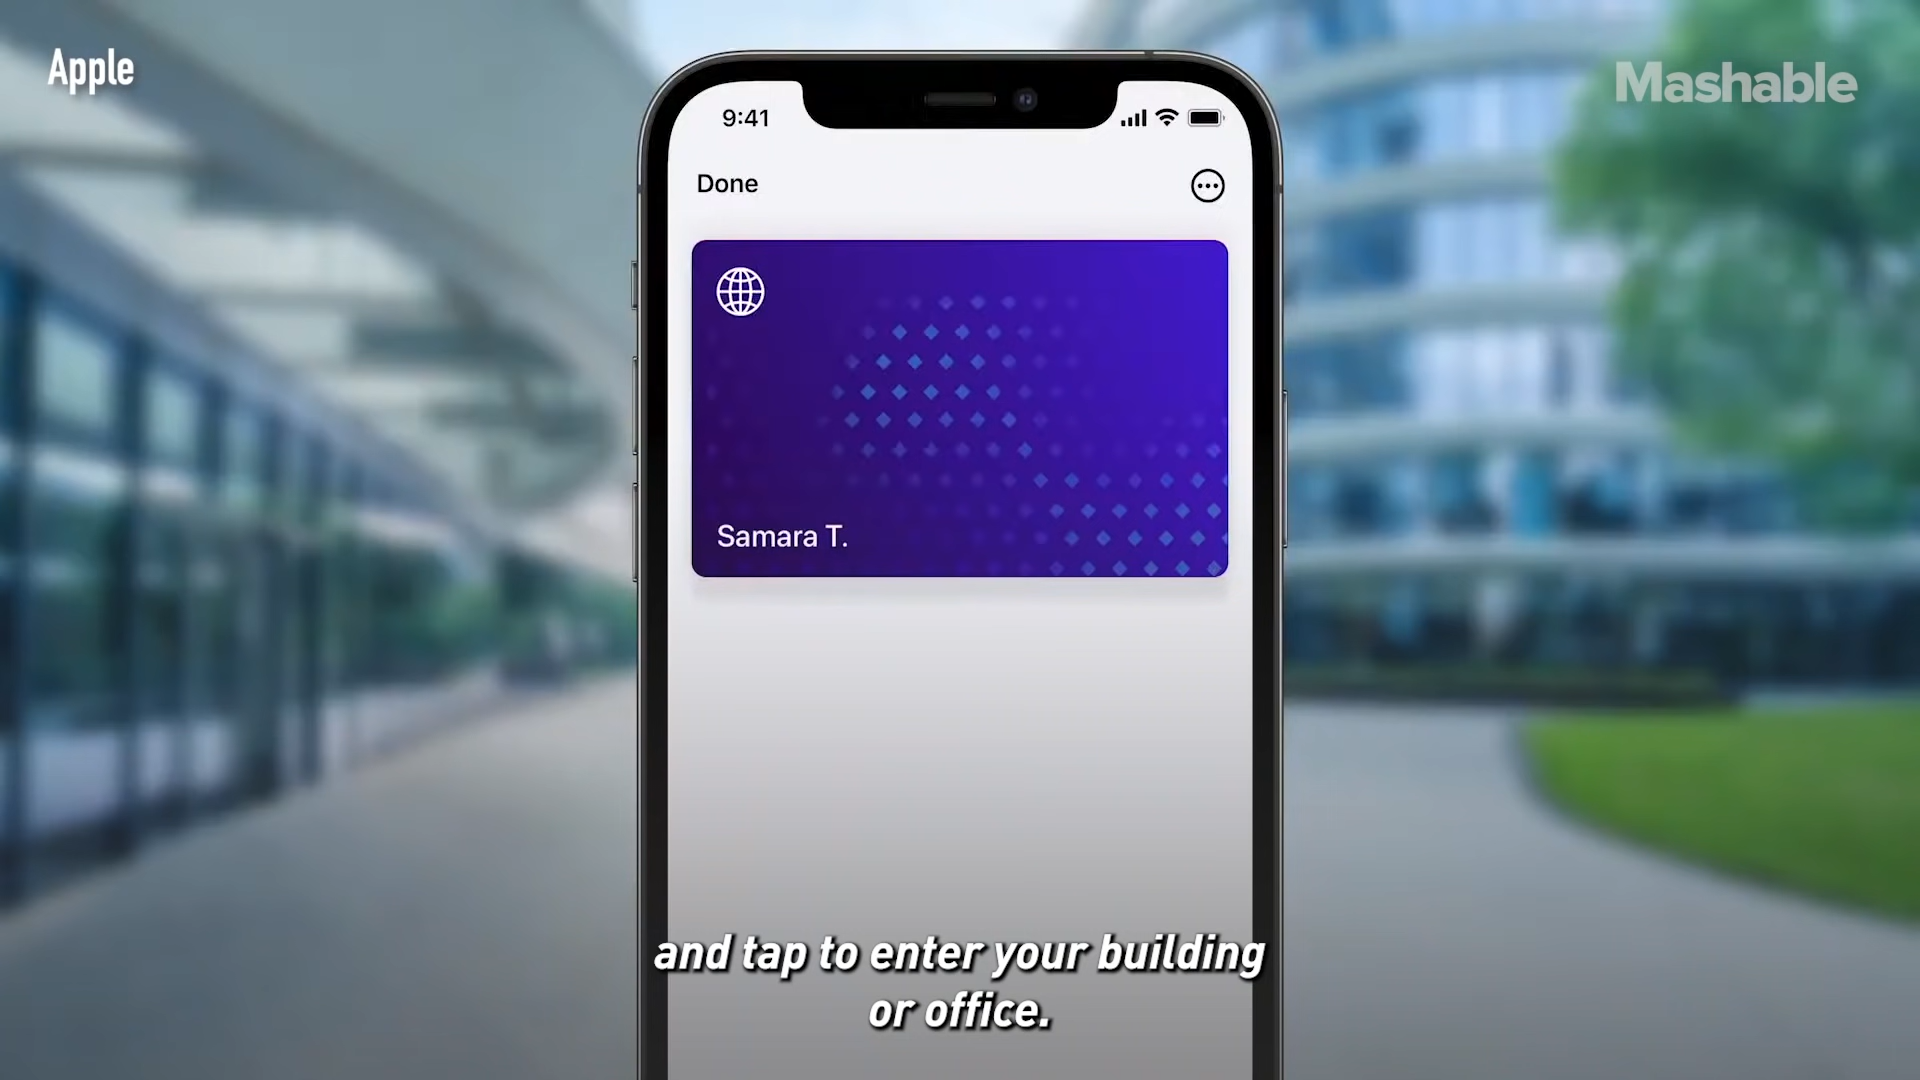 Apple
Mashable
9:41
Done
Samara T.
and tap to enter your building
or office.